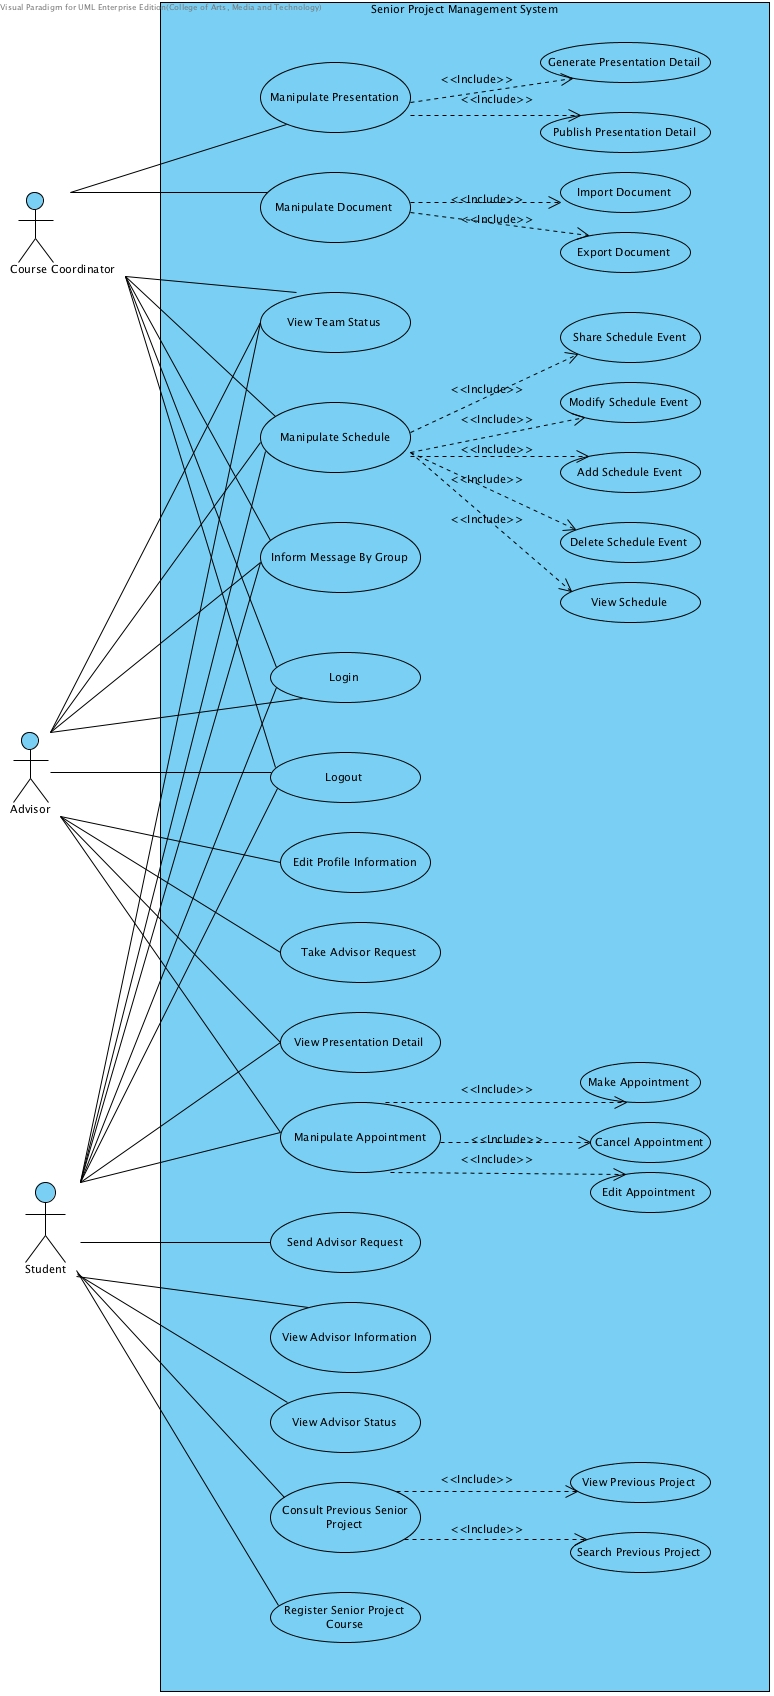 Visual Paradigm for UML Enterprise Edition(College of Arts, Media and Technology)
Senior Project Management System
Generate Presentation Detail
<<Include>>
Manipulate Presentation
<<Include>>
Publish Presentation Detail
Import Document
<<Include>>
Manipulate Document
<<Include>>
Export Document
Course Coordinator
View Team Status
Share Schedule Event
<<Include>>
Modify Schedule Event
<<Include>>
Manipulate Schedule
<<Include>>
Add Schedule Event
<<Include>>
<<Include>>
Delete Schedule Event
Inform Message By Group
View Schedule
Login
Logout
Advisor
Edit Profile Information
Take Advisor Request
View Presentation Detail
Make Appointment
<<Include>>
Manipulate Appointment
<<Include>>
Cancel Appointment
<<Include>>
Edit Appointment
Send Advisor Request
Student
View Advisor Information
View Advisor Status
<<Include>>
View Previous Project
Consult Previous Senior
Project
<<Include>>
Search Previous Project
Register Senior Project
Course